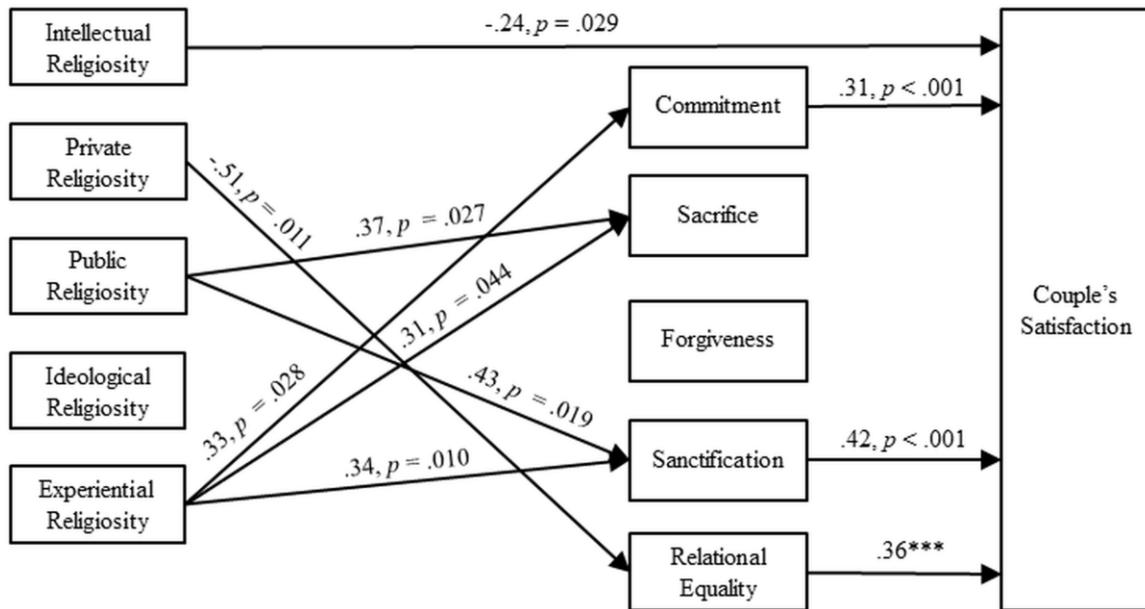 Intellectual
Religiosity
-.24, p = .029
Commitment
.31, p < .001
Private
Religiosity
-.51, p = .011
.37, p = .027
Sacrifice
Public
Religiosity
.31, p = .044
Couple's
Satisfaction
Forgiveness
Ideological
Religiosity
.33, p = .028
.43, p = .019
Sanctification
.42, p < .001
.34, p = .010
Experiential
Religiosity
Relational
Equality
.36***